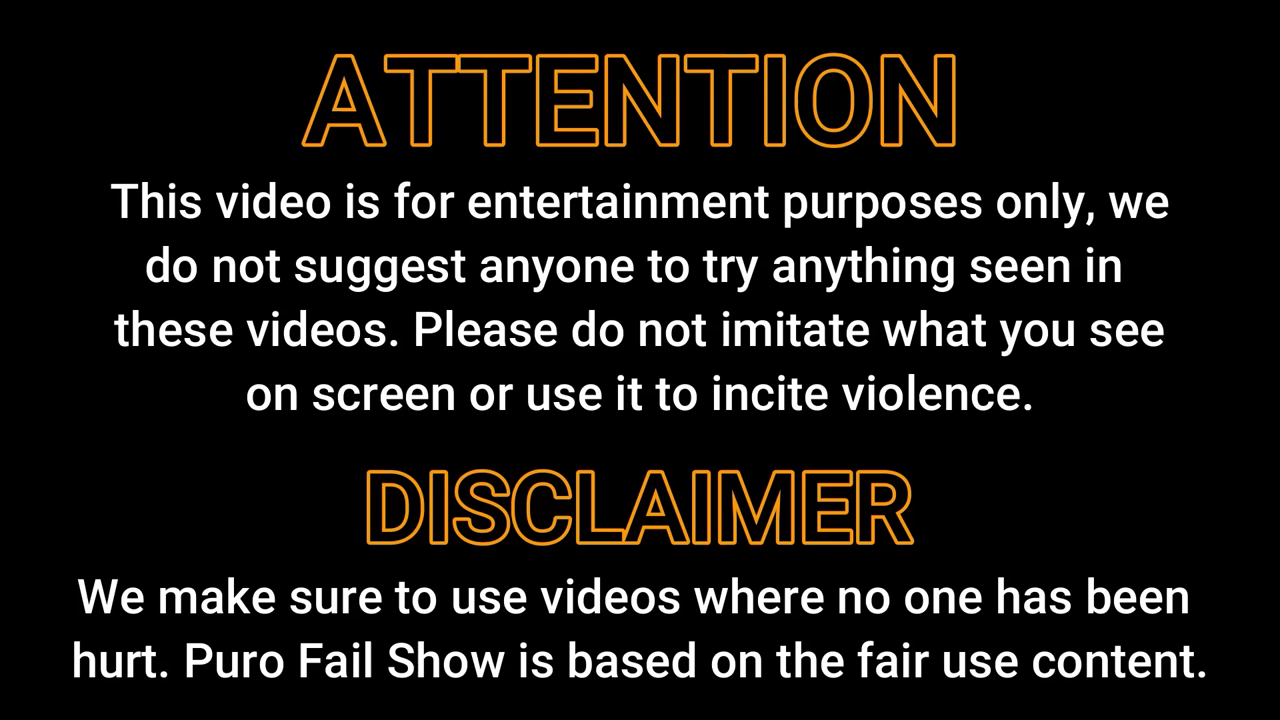 ATTENTION
This video is for entertainment purposes only, we
do not suggest anyone to try anything seen in
these videos. Please do not imitate what you see
on screen or use it to incite violence.
DISCLAIMER
We make sure to use videos where no one has been
hurt. Puro Fail Show is based on the fair use content.